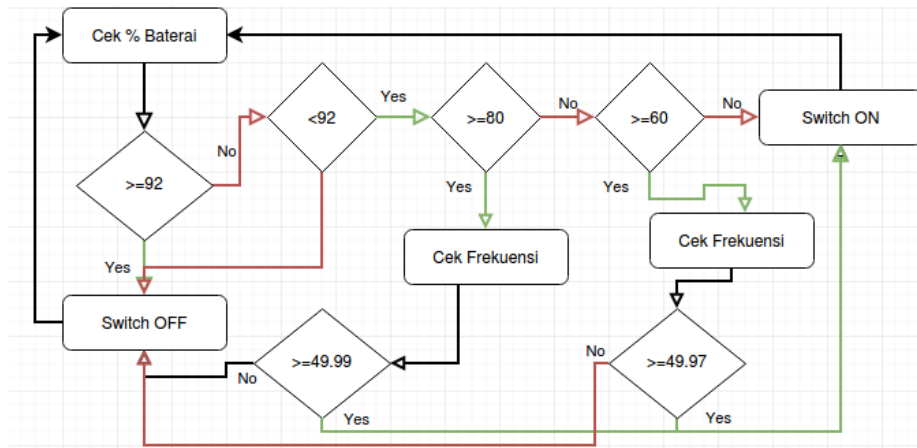 Cek % Baterai
>=92
No
<92
Yes
>=80
No
>=60
No
Switch ON
Yes
Yes
Yes
Cek Frekuensi
Cek Frekuensi
Switch OFF
>=49.99
No
Yes
>=49.97
No
Yes